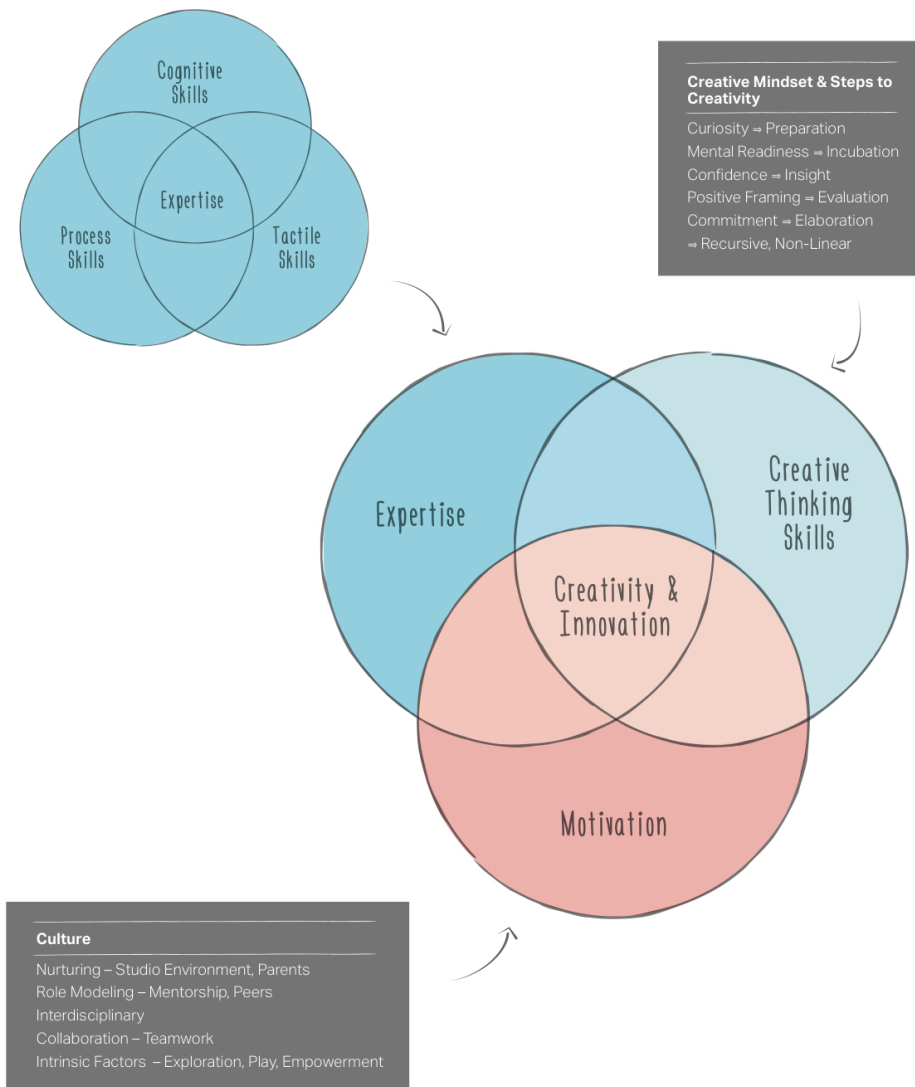 Cognitive
Skills
Expertise
Process
Skills
Tactile
Skills
Creative Mindset & Steps to
Creativity
Curiosity ⇒ Preparation
Mental Readiness ⇒ Incubation
Confidence ⇒ Insight
Positive Framing ⇒ Evaluation
Commitment ⇒ Elaboration
⇒ Recursive, Non-Linear
Expertise
Creative
Thinking
Skills
Creativity &
Innovation
Motivation
Culture
Nurturing – Studio Environment, Parents
Role Modeling – Mentorship, Peers
Interdisciplinary
Collaboration – Teamwork
Intrinsic Factors – Exploration, Play, Empowerment